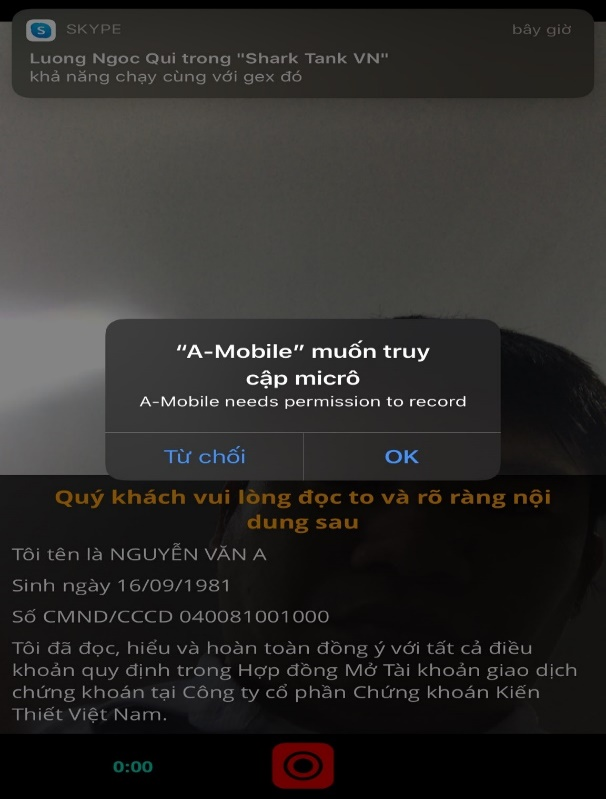 SKYPE
bây giờ
Luong Ngoc Qui trong "Shark Tank VN"
khả năng chạy cùng với gex đó
“A-Mobile” muốn truy
cập micrô
A-Mobile needs permission to record
Từ chối
OK
Quý khách vui lòng đọc to và rõ ràng nội
dung sau
Tôi tên là NGUYỄN VĂN A
Sinh ngày 16/09/1981
Số CMND/CCCD 040081001000
Tôi đã đọc, hiểu và hoàn toàn đồng ý với tất cả điều
khoản quy định trong Hợp đồng Mở Tài khoản giao dịch
chứng khoán tại Công ty cổ phần Chứng khoán Kiến
Thiết Việt Nam.
0:00